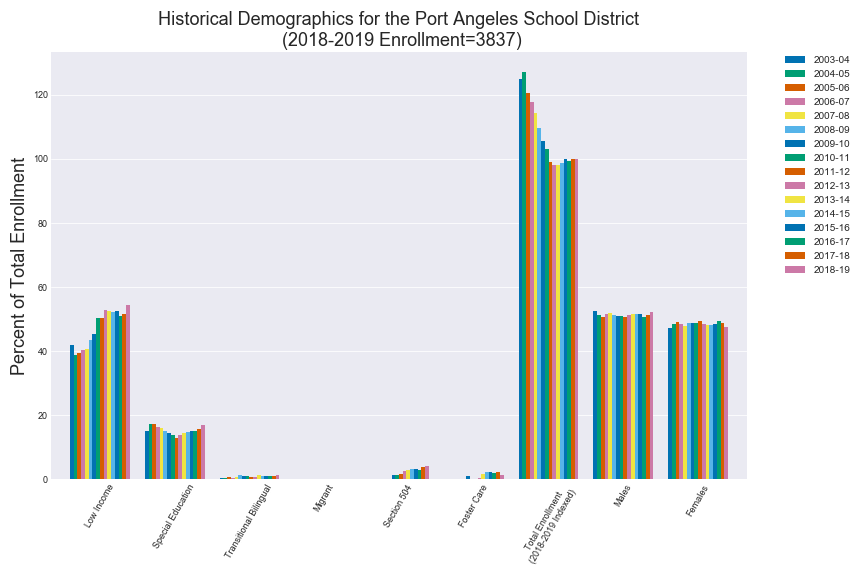 Historical Demographics for the Port Angeles School District
(2018-2019 Enrollment=3837)
Percent of Total Enrollment
120
100
80
60
40
20
0
Low Income
Special Education
Transitional Bilingual
Migrant
Section 504
Foster Care
Total Enrollment
(2018-2019 Indexed)
Males
Females
2003-04
2004-05
2005-06
2006-07
2007-08
2008-09
2009-10
2010-11
2011-12
2012-13
2013-14
2014-15
2015-16
2016-17
2017-18
2018-19